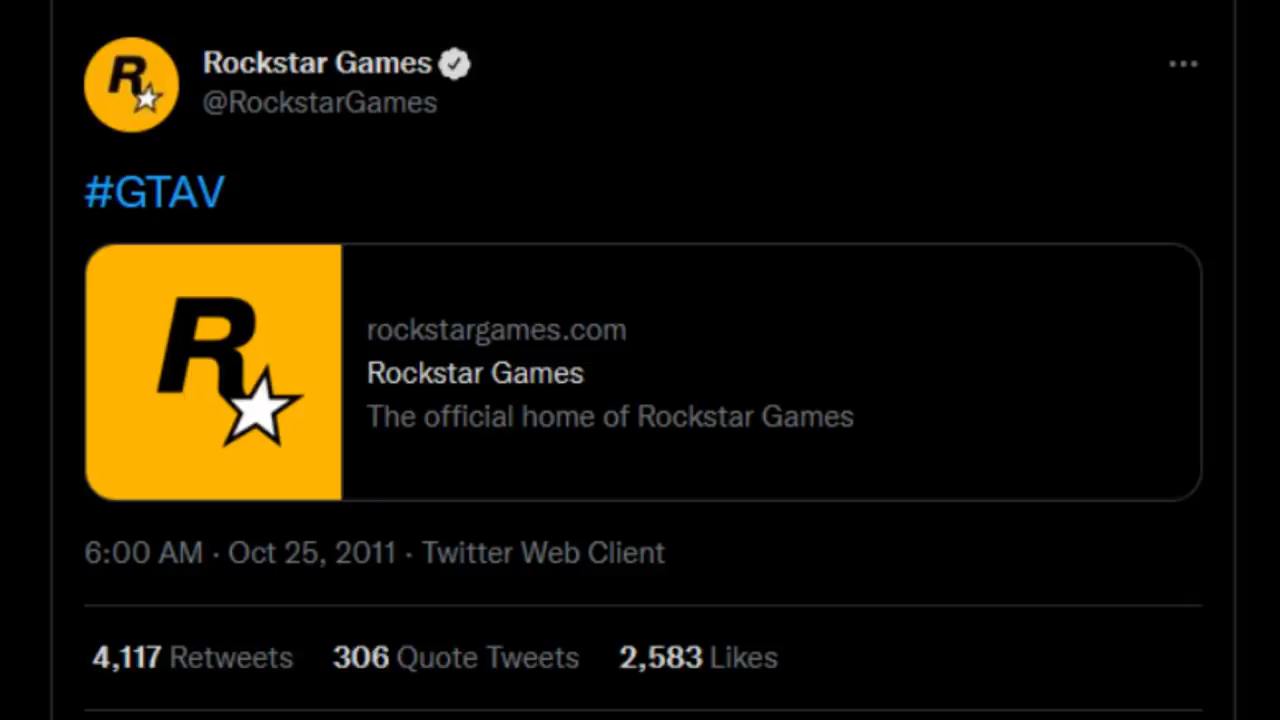 Rockstar Games
@RockstarGames
#GTAV
R
rockstargames.com
Rockstar Games
The official home of Rockstar Games
6:00 AM · Oct 25, 2011 · Twitter Web Client
4,117 Retweets 306 Quote Tweets 2,583 Likes